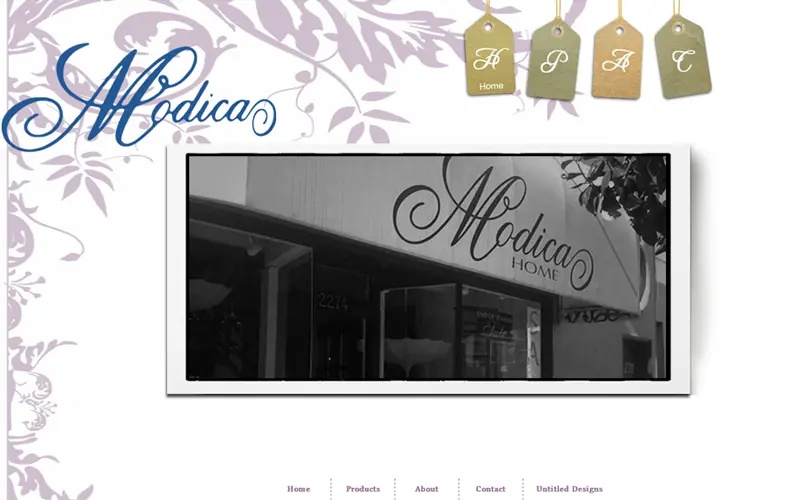 H P A C
Home
Modica
Modica
HOME
2274
Sale
Home Products About Contact Untitled Designs